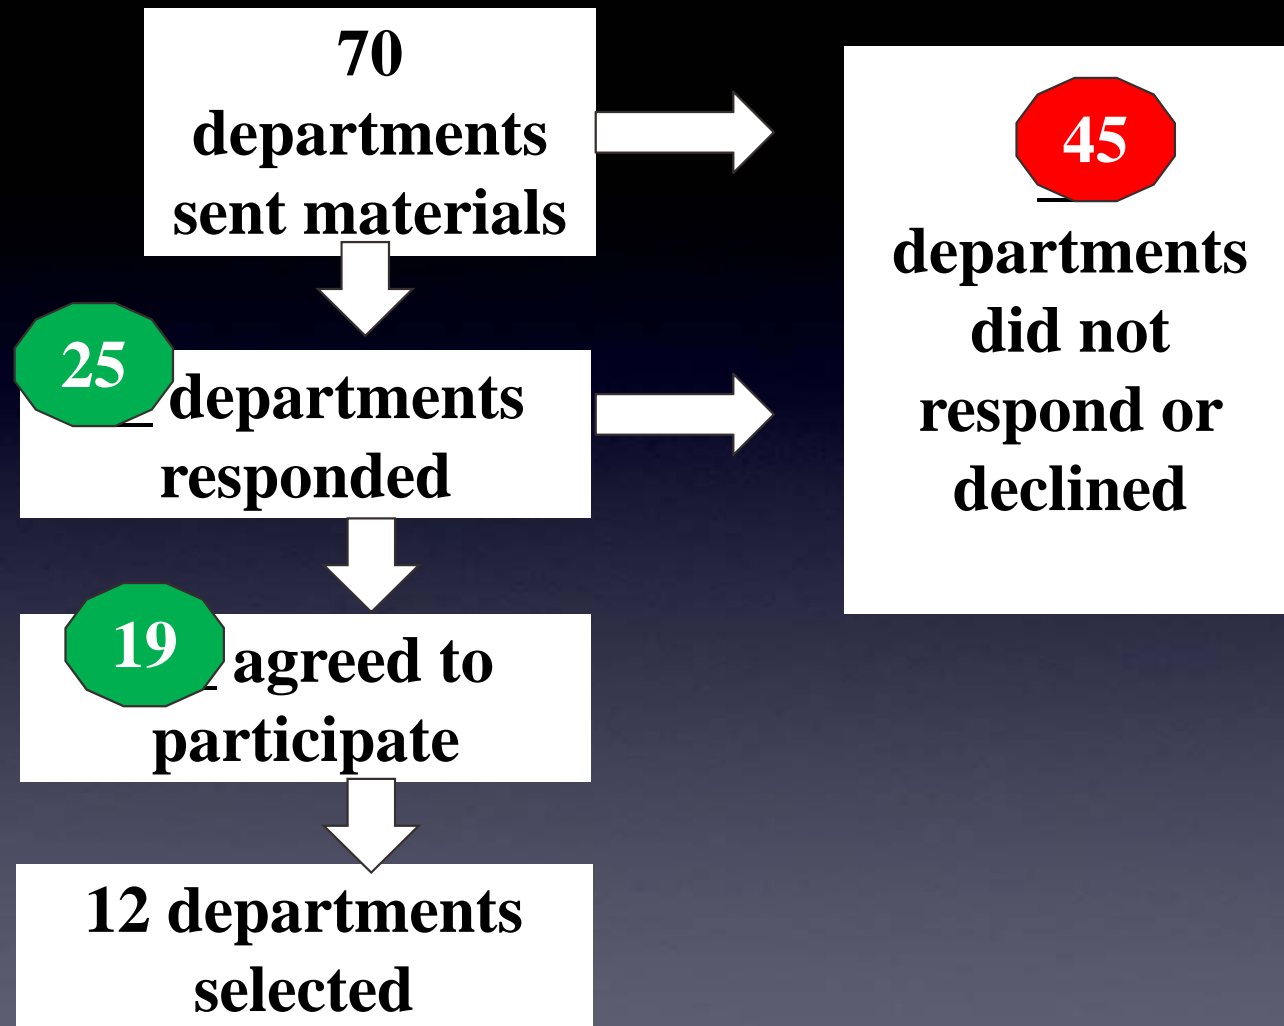 70
departments
sent materials
45
departments
did not
respond or
declined
25 departments
responded
19 agreed to
participate
12 departments
selected